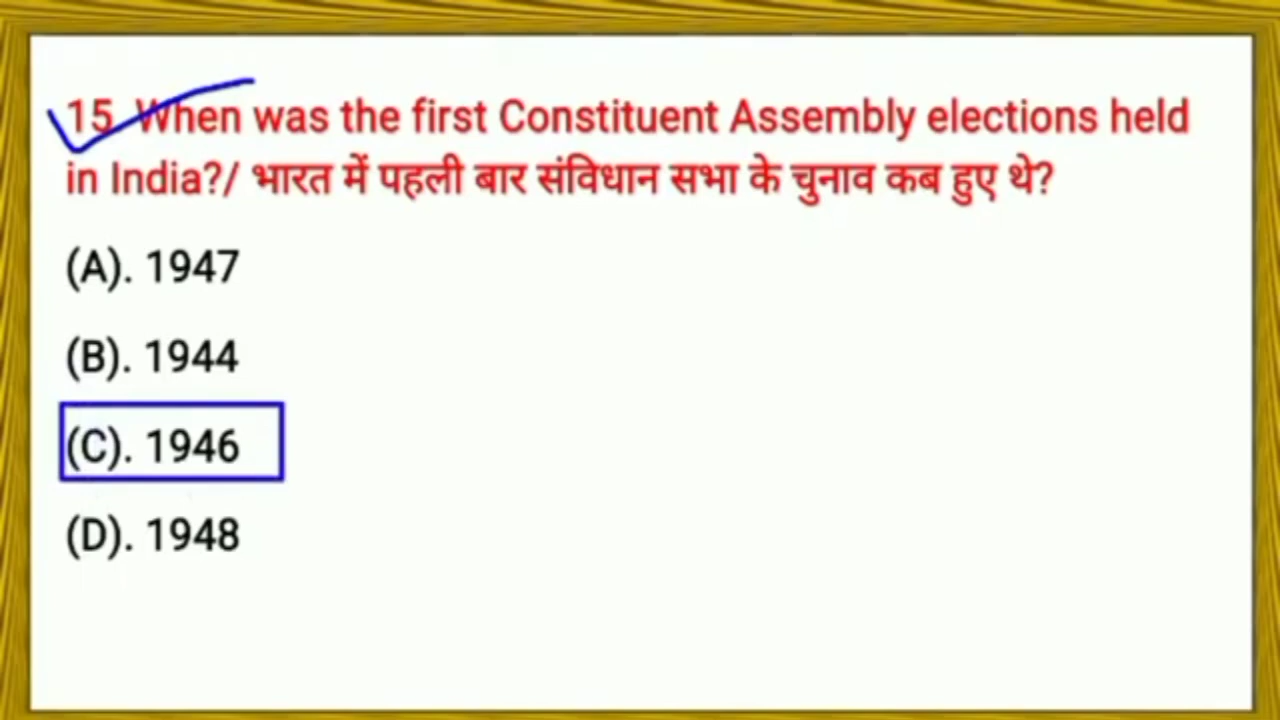 15. When was the first Constituent Assembly elections held
in India?/ भारत में पहली बार संविधान सभा के चुनाव कब हुए थे?
(A). 1947
(B). 1944
(C). 1946
(D). 1948